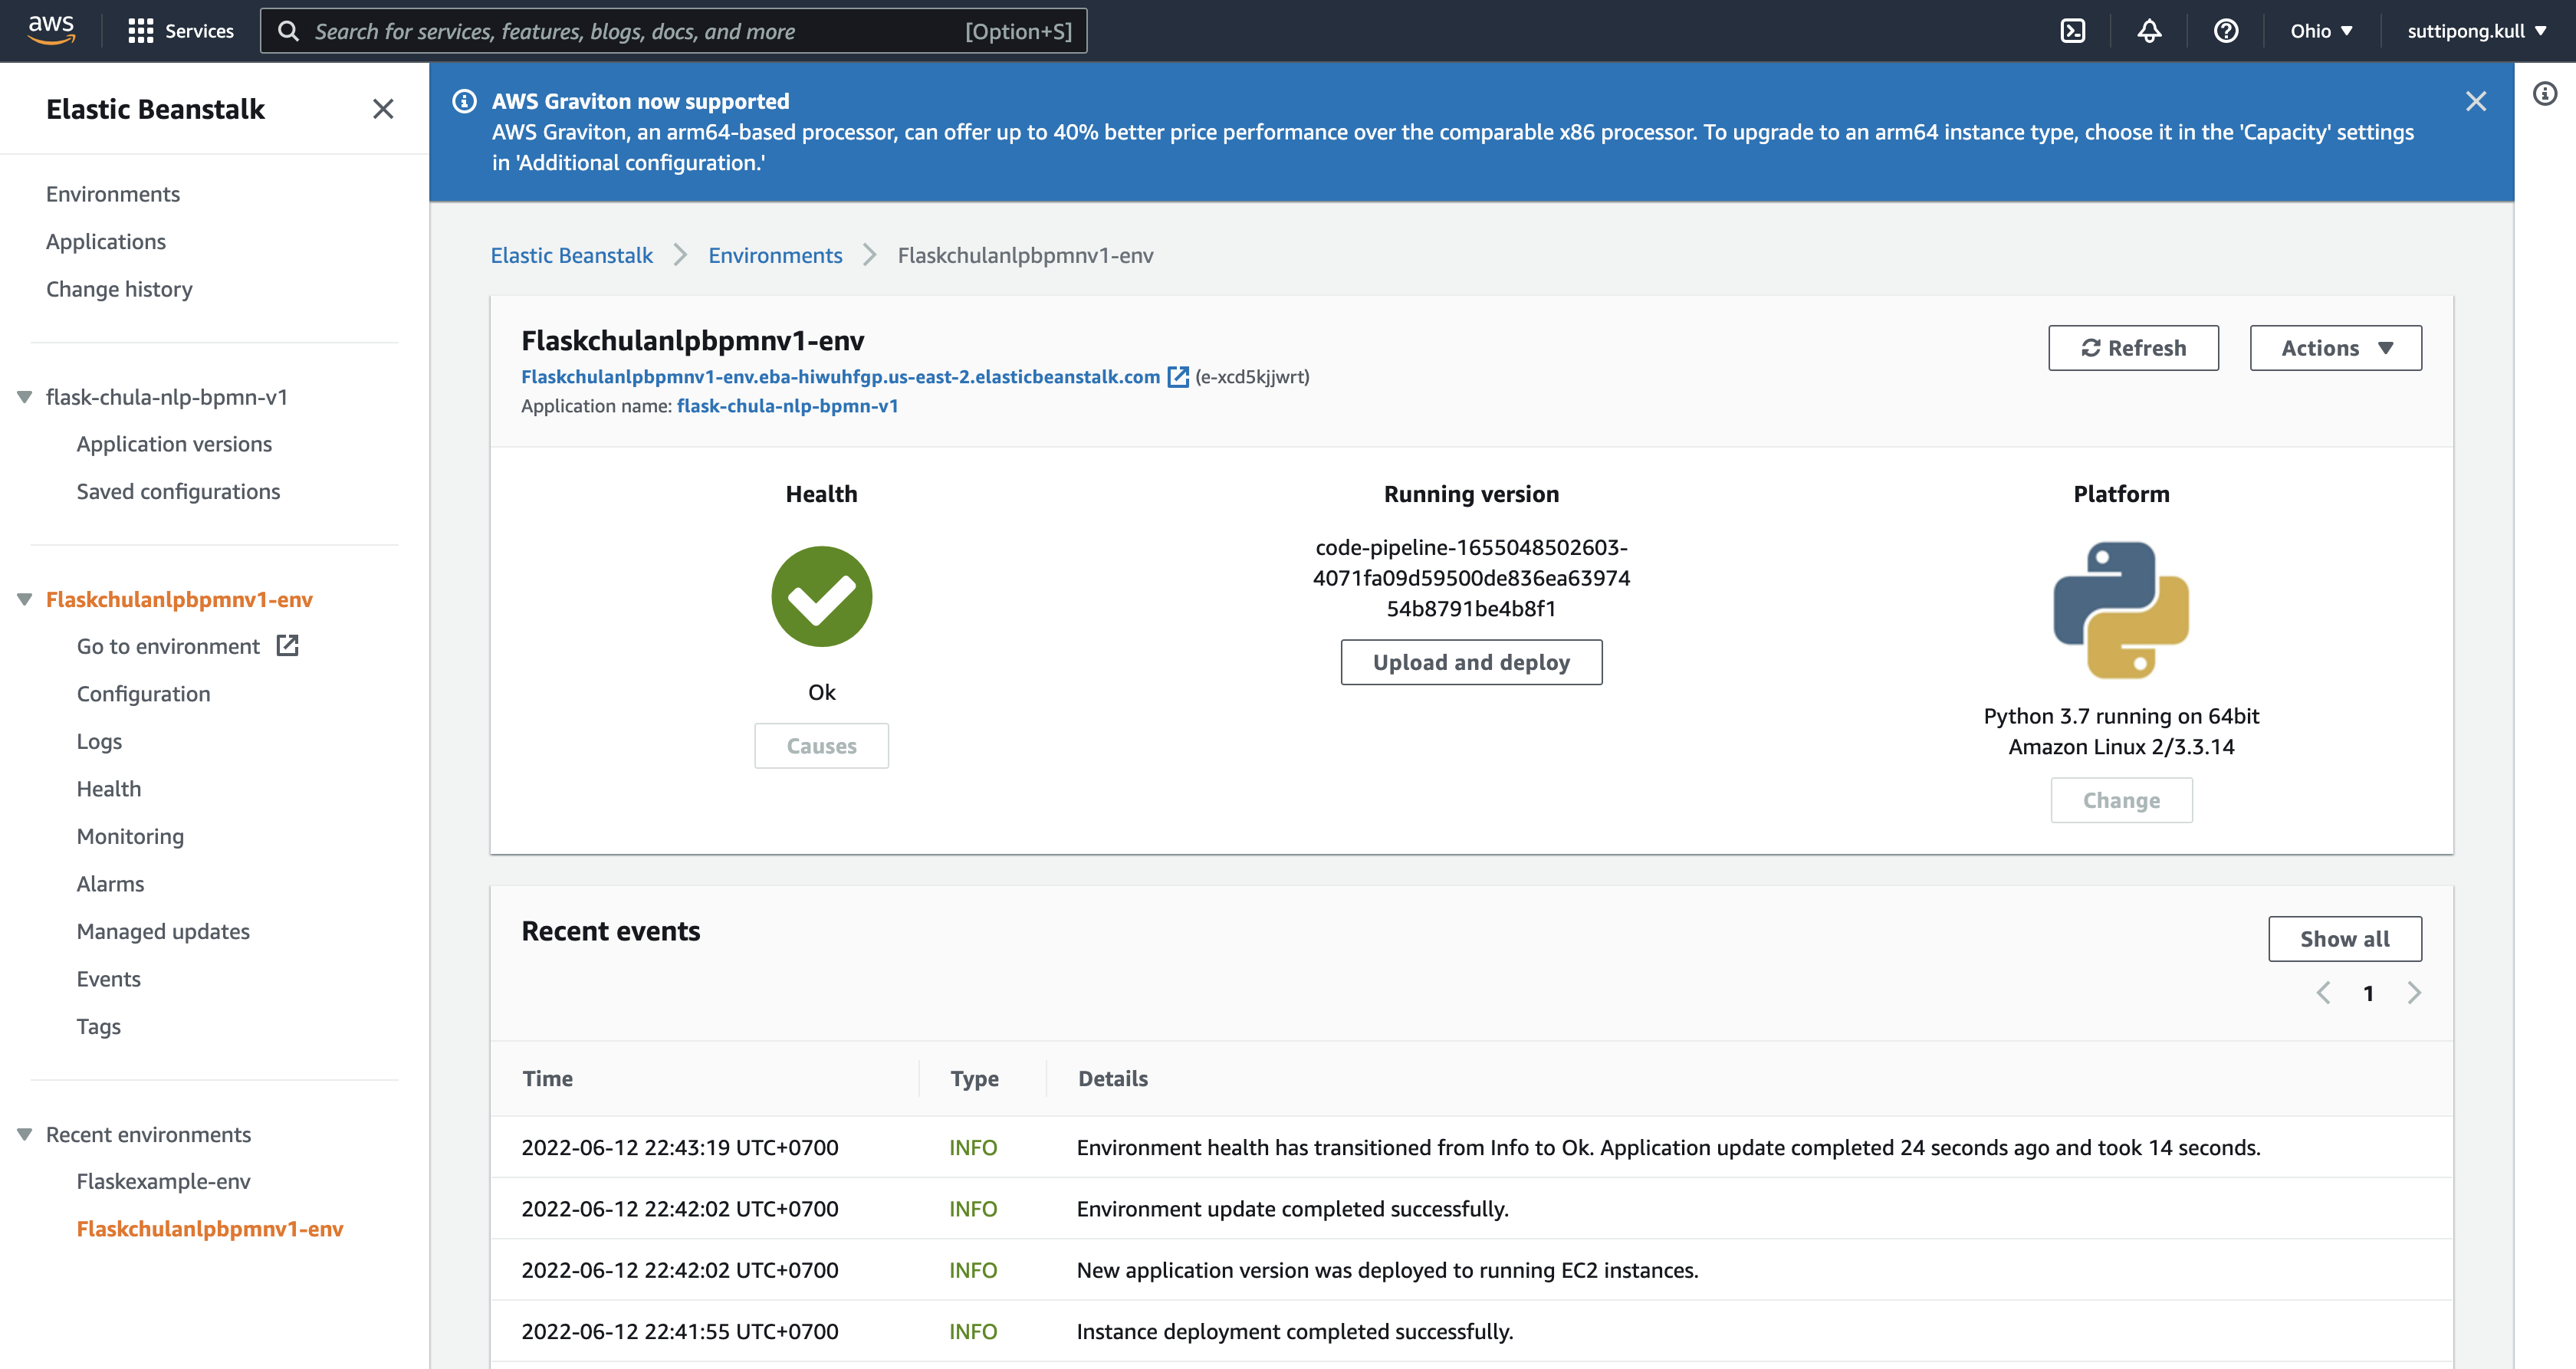 aws
Services
Search for services, features, blogs, docs, and more
[Option+S]
Ohio ▼
suttipong.kull ▼
Elastic Beanstalk
Environments
Applications
Change history
flask-chula-nlp-bpmn-v1
Application versions
Saved configurations
Flaskchulanlpbpmnv1-env
Go to environment
Configuration
Logs
Health
Monitoring
Alarms
Managed updates
Events
Tags
Recent environments
Flaskexample-env
Flaskchulanlpbpmnv1-env
AWS Graviton now supported
AWS Graviton, an arm64-based processor, can offer up to 40% better price performance over the comparable x86 processor. To upgrade to an arm64 instance type, choose it in the 'Capacity' settings
in 'Additional configuration.'
Elastic Beanstalk > Environments > Flaskchulanlpbpmnv1-env
Flaskchulanlpbpmnv1-env
Flaskchulanlpbpmnv1-env.eba-hiwuhfgp.us-east-2.elasticbeanstalk.com (e-xcd5kjjwrt)
Application name: flask-chula-nlp-bpmn-v1
Refresh
Actions ▼
Health
Ok
Causes
Running version
code-pipeline-1655048502603-
4071fa09d59500de836ea63974
54b8791be4b8f1
Upload and deploy
Platform
Python 3.7 running on 64bit
Amazon Linux 2/3.3.14
Change
Recent events
Show all
< 1 >
Time Type Details
2022-06-12 22:43:19 UTC+0700 INFO Environment health has transitioned from Info to Ok. Application update completed 24 seconds ago and took 14 seconds.
2022-06-12 22:42:02 UTC+0700 INFO Environment update completed successfully.
2022-06-12 22:42:02 UTC+0700 INFO New application version was deployed to running EC2 instances.
2022-06-12 22:41:55 UTC+0700 INFO Instance deployment completed successfully.